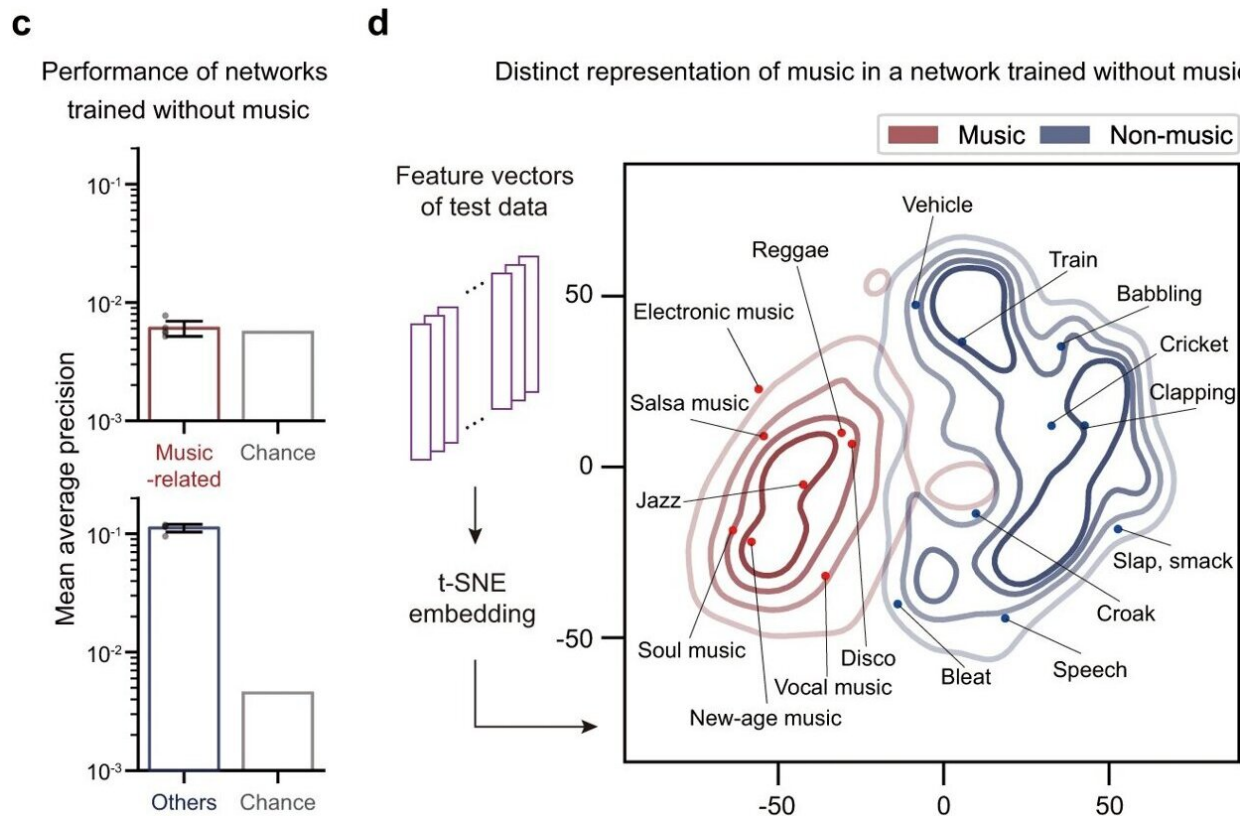 c
Performance of networks
trained without music
Mean average precision
10-1
10-2
10-3
Music
-related
Chance
10-1
10-2
10-3
Others
Chance
d
Distinct representation of music in a network trained without music
Music
Non-music
Feature vectors
of test data
t-SNE
embedding
Vehicle
Reggae
Train
50
Electronic music
Babbling
Cricket
Salsa music
Clapping
0
Jazz
Slap, smack
Croak
-50
Soul music
Disco
Speech
Bleat
Vocal music
New-age music
-50
0
50